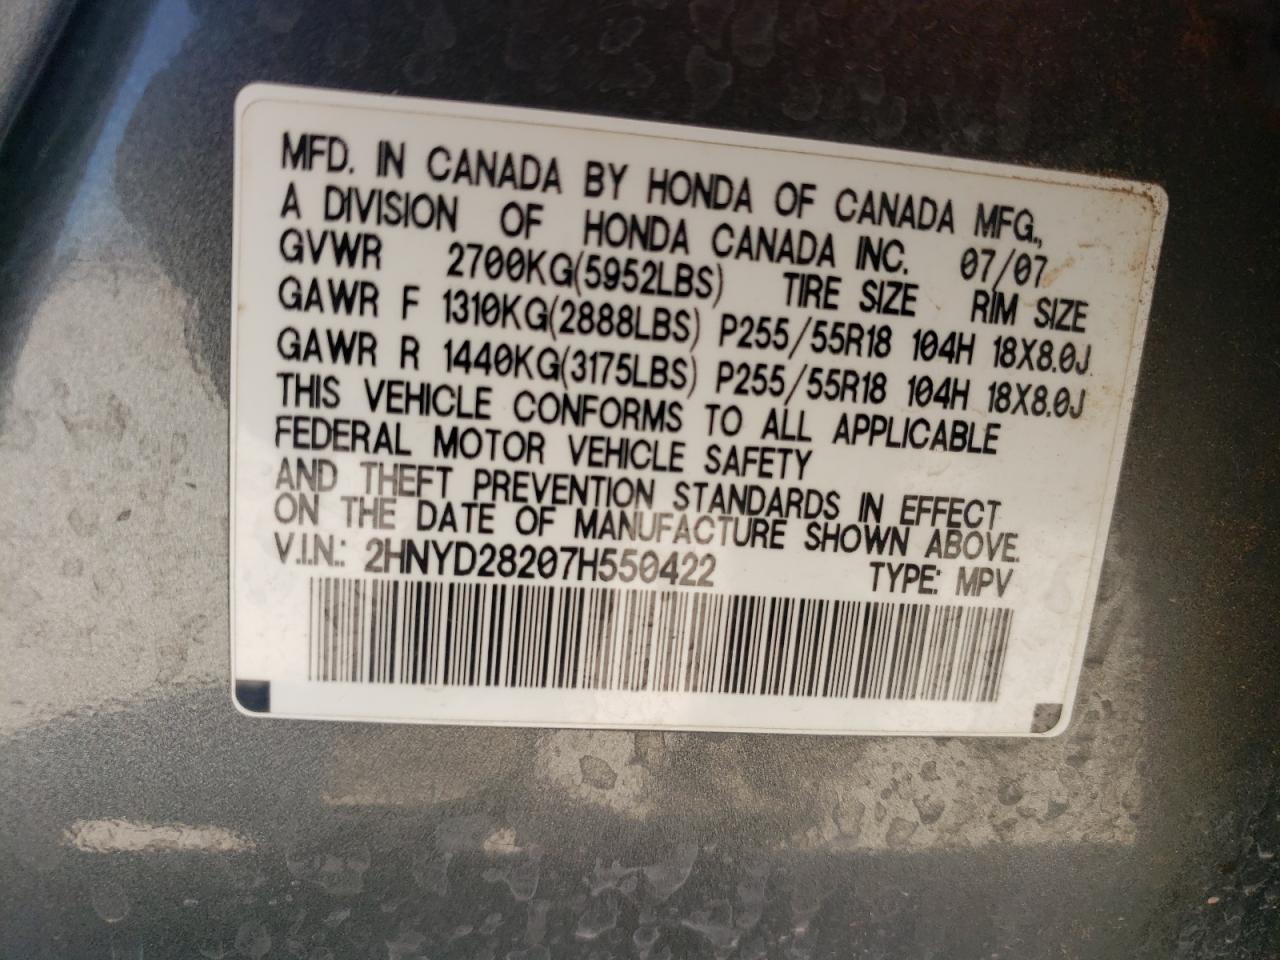 MFD. IN CANADA BY HONDA OF CANADA MFG.,
A DIVISION OF HONDA CANADA INC. 07/07
GVWR 2700KG(5952LBS) TIRE SIZE RIM SIZE
GAWR F 1310KG(2888LBS) P255/55R18 104H 18X8.0J
GAWR R 1440KG(3175LBS) P255/55R18 104H 18X8.0J
THIS VEHICLE CONFORMS TO ALL APPLICABLE
FEDERAL MOTOR VEHICLE SAFETY
AND THEFT PREVENTION STANDARDS IN EFFECT
ON THE DATE OF MANUFACTURE SHOWN ABOVE.
V.I.N.: 2HNYD28207H550422 TYPE: MPV